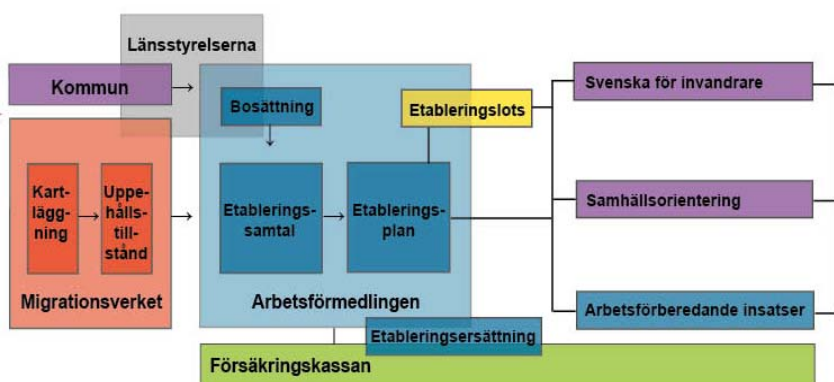 Länsstyrelserna
Kommun
Bosättning
Etableringslots
Svenska för invandrare
Kart-
läggning
Uppe-
hålls-
till-
stånd
Etablerings-
samtal
Etablerings-
plan
Samhällsorientering
Migrationsverket
Arbetsförmedlingen
Arbetsförberedande insatser
Etableringsersättning
Försäkringskassan